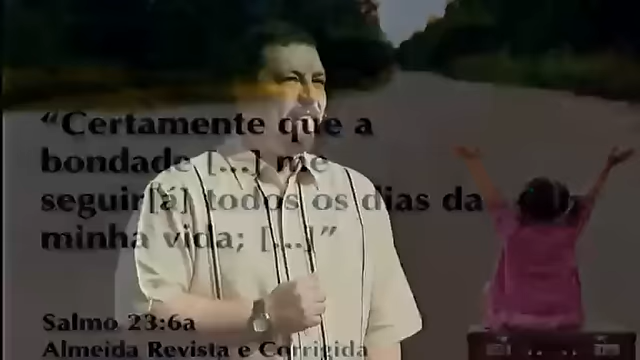 “Certamente que a
bondade [...] me
seguir[á] todos os dias da
minha vida; [...]”
Salmo 23:6a
Almeida Revista e Corrigida